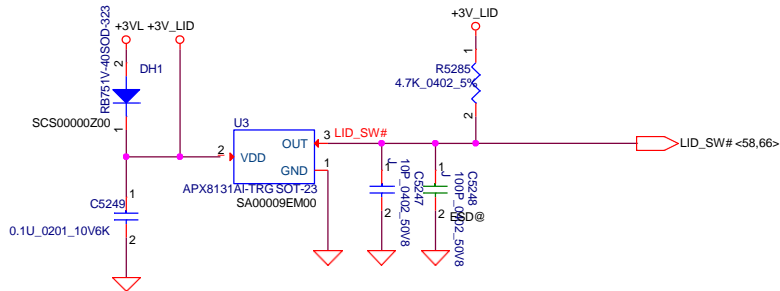 +3VL +3V_LID
2
RB751V-40SOD-323
DH1
SCS00000Z00
1
C5249
1
2
0.1U_0201_10V6K
U3
2
VDD
OUT
GND
3
LID_SW#
1
APX8131AI-TRG SOT-23
SA00009EM00
+3V_LID
1
R5285
4.7K_0402_5%
2
1
2
C5247
10P_0402_50V8J
1
2
C5248
100P_0402_50V8J
ESD@
LID_SW# <58,66>